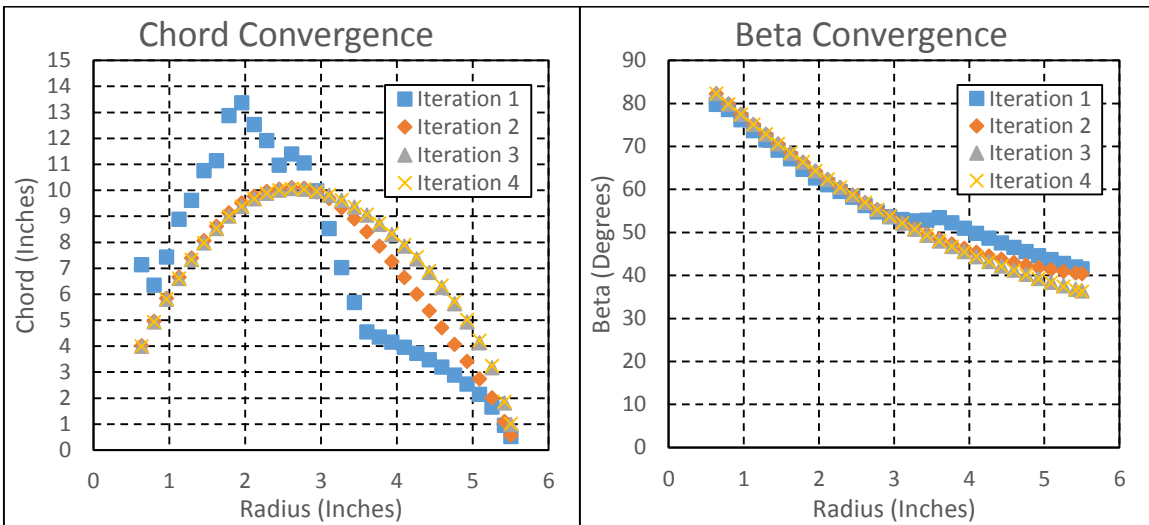 Chord Convergence
Chord (Inches)
15
14
13
12
11
10
9
8
7
6
5
4
3
2
1
0
0 1 2 3 4 5 6
Radius (Inches)
Iteration 1
Iteration 2
Iteration 3
Iteration 4
Beta Convergence
Beta (Degrees)
90
80
70
60
50
40
30
20
10
0
0 1 2 3 4 5 6
Radius (Inches)
Iteration 1
Iteration 2
Iteration 3
Iteration 4